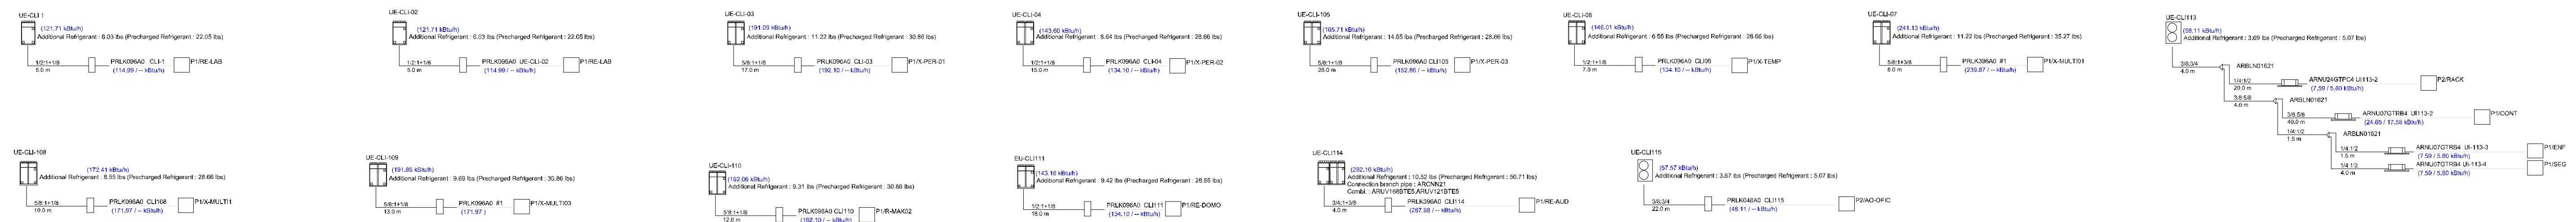 UE-CLI 1
(121.71 kBtu/h)
Additional Refrigerant : 6.03 lbs (Precharged Refrigerant : 22.05 lbs)
1/2:1+1/8
5.0 m
PRLK096A0 CLI-1
(114.99 / -- kBtu/h)
P1/RE-LAB
UE-CLI-02
(121.71 kBtu/h)
Additional Refrigerant : 6.03 lbs (Precharged Refrigerant : 22.05 lbs)
1/2:1+1/8
5.0 m
PRLK096A0 UE-CLI-02
(114.99 / -- kBtu/h)
P1/RE-LAB
UE-CLI-03
(191.09 kBtu/h)
Additional Refrigerant : 11.22 lbs (Precharged Refrigerant : 30.86 lbs)
5/8:1+1/8
17.0 m
PRLK096A0 CLI-03
(192.10 / -- kBtu/h)
P1/X-PER-01
UE-CLI-04
(143.60 kBtu/h)
Additional Refrigerant : 8.64 lbs (Precharged Refrigerant : 28.66 lbs)
1/2:1+1/8
15.0 m
PRLK096A0 CLI-04
(134.10 / -- kBtu/h)
P1/X-PER-02
UE-CLI-105
(165.71 kBtu/h)
Additional Refrigerant : 14.65 lbs (Precharged Refrigerant : 28.66 lbs)
5/8:1+1/8
28.0 m
PRLK096A0 CLI105
(152.86 / -- kBtu/h)
P1/X-PER-03
UE-CLI-06
(146.01 kBtu/h)
Additional Refrigerant : 6.55 lbs (Precharged Refrigerant : 28.66 lbs)
1/2:1+1/8
7.0 m
PRLK096A0 CLI06
(134.10 / -- kBtu/h)
P1/X-TEMP
UE-CLI-07
(241.13 kBtu/h)
Additional Refrigerant : 11.22 lbs (Precharged Refrigerant : 35.27 lbs)
5/8:1+3/8
8.0 m
PRLK396A0 #1
(239.87 / -- kBtu/h)
P1/X-MULTI01
UE-CLI113
(58.11 kBtu/h)
Additional Refrigerant : 3.69 lbs (Precharged Refrigerant : 5.07 lbs)
3/8:3/4
4.0 m
ARBLN01621
1/4:1/2
20.0 m
ARNU24GTPC4 UI113-2
(7.59 / 5.80 kBtu/h)
P2/RACK
3/8:5/8
4.0 m
ARBLN01621
3/8:5/8
40.0 m
ARNU07GTRB4 UI113-2
(24.65 / 17.58 kBtu/h)
P1/CONT
1/4:1/2
1.5 m
ARBLN01621
1/4:1/2
1.5 m
ARNU07GTRB4 UI-113-3
(7.59 / 5.80 kBtu/h)
P1/ENF
1/4:1/2
4.0 m
ARNU07GTRB4 UI-113-4
(7.59 / 5.80 kBtu/h)
P1/SEG
UE-CLI-108
(172.41 kBtu/h)
Additional Refrigerant : 8.55 lbs (Precharged Refrigerant : 28.66 lbs)
5/8:1+1/8
10.0 m
PRLK096A0 CLI108
(171.97 / -- kBtu/h)
P1/X-MULTI1
UE-CLI-109
(191.85 kBtu/h)
Additional Refrigerant : 9.69 lbs (Precharged Refrigerant : 30.86 lbs)
5/8:1+1/8
13.0 m
PRLK096A0 #1
(171.97 )
P1/X-MULTI03
UE-CLI-110
(192.06 kBtu/h)
Additional Refrigerant : 9.31 lbs (Precharged Refrigerant : 30.86 lbs)
5/8:1+1/8
12.0 m
PRLK096A0 CLI110
(192.10 / -- kBtu/h)
P1/R-MAK02
EU-CLI111
(143.16 kBtu/h)
Additional Refrigerant : 9.42 lbs (Precharged Refrigerant : 28.66 lbs)
1/2:1+1/8
18.0 m
PRLK096A0 CLI111
(134.10 / -- kBtu/h)
P1/RE-DOMO
UE-CLI114
(292.10 kBtu/h)
Additional Refrigerant : 10.52 lbs (Precharged Refrigerant : 50.71 lbs)
Connection branch pipe : ARCNN21
Combi. : ARUV168BTE5,ARUV121BTE5
3/4:1+3/8
4.0 m
PRLK396A0 CLI114
(287.98 / -- kBtu/h)
P1/RE-AUD
UE-CLI115
(57.57 kBtu/h)
Additional Refrigerant : 3.67 lbs (Precharged Refrigerant : 5.07 lbs)
3/8:3/4
22.0 m
PRLK048A0 CLI115
(48.11 / -- kBtu/h)
P2/AO-OFIC